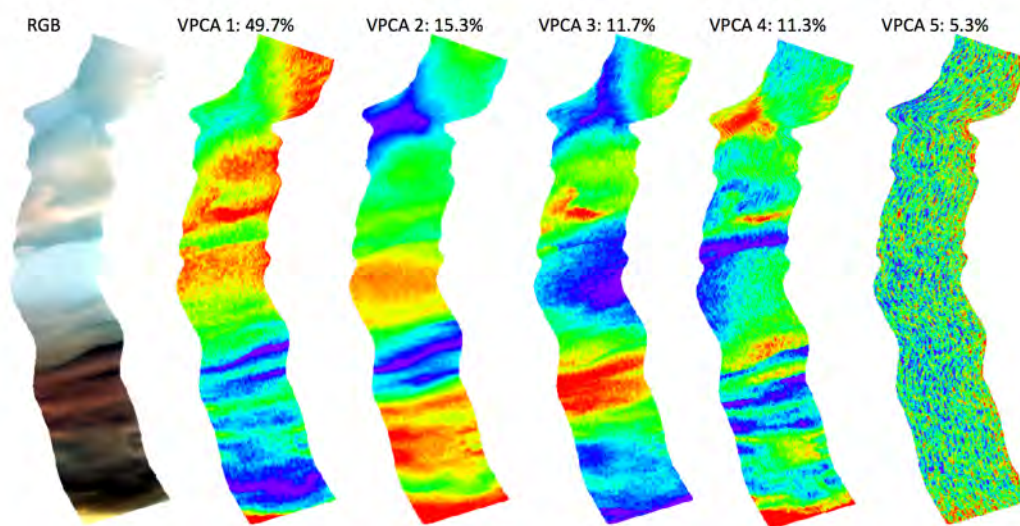 RGB
VPCA 1: 49.7%
VPCA 2: 15.3%
VPCA 3: 11.7%
VPCA 4: 11.3%
VPCA 5: 5.3%